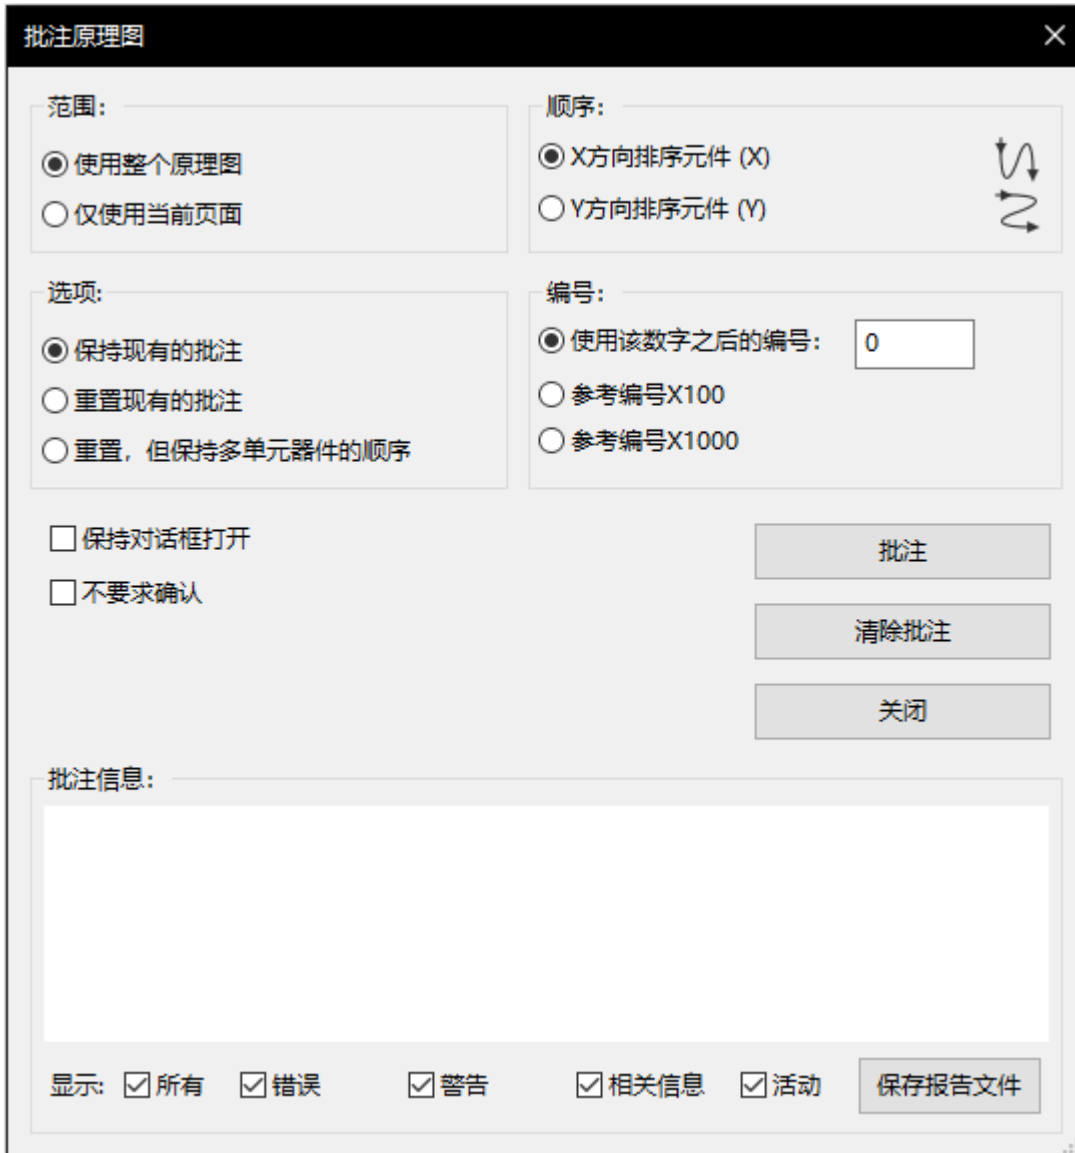 批注原理图
范围：
使用整个原理图
仅使用当前页面
顺序：
X方向排序元件 (X)
Y方向排序元件 (Y)
选项:
保持现有的批注
重置现有的批注
重置，但保持多单元器件的顺序
编号：
使用该数字之后的编号： 0
参考编号X100
参考编号X1000
保持对话框打开
不要求确认
批注
清除批注
关闭
批注信息：
显示: 所有 错误 警告 相关信息 活动 保存报告文件